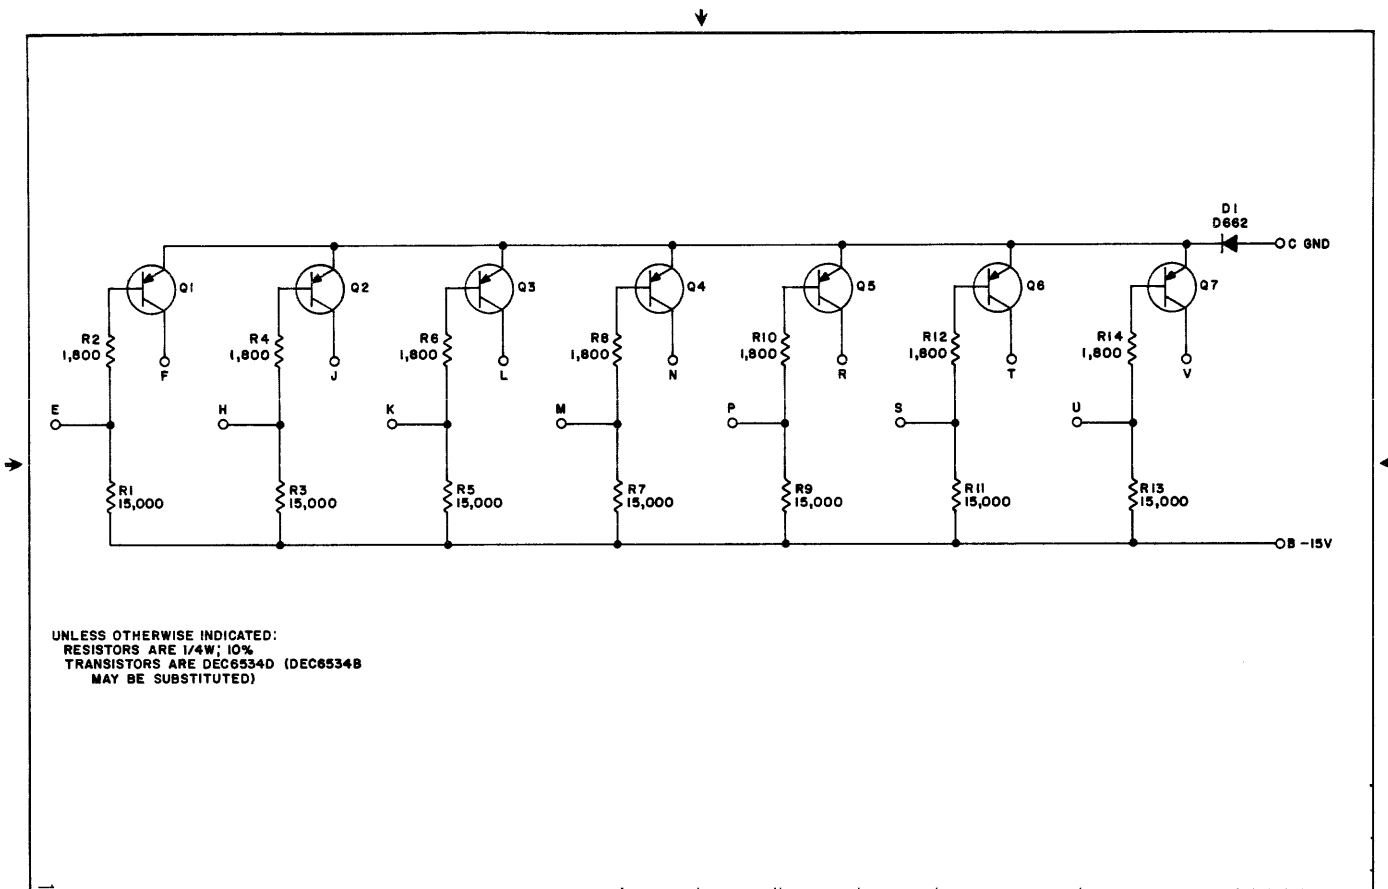 D1
D662
C GND
Q1
Q2
Q3
Q4
Q5
Q6
Q7
R2
1,800
R4
1,800
R6
1,800
R8
1,800
R10
1,800
R12
1,800
R14
1,800
F
J
L
N
R
T
V
E
H
K
M
P
S
U
R1
15,000
R3
15,000
R5
15,000
R7
15,000
R9
15,000
R11
15,000
R13
15,000
B -15V
UNLESS OTHERWISE INDICATED:
RESISTORS ARE 1/4W; 10%
TRANSISTORS ARE DEC6534D (DEC6534B
MAY BE SUBSTITUTED)